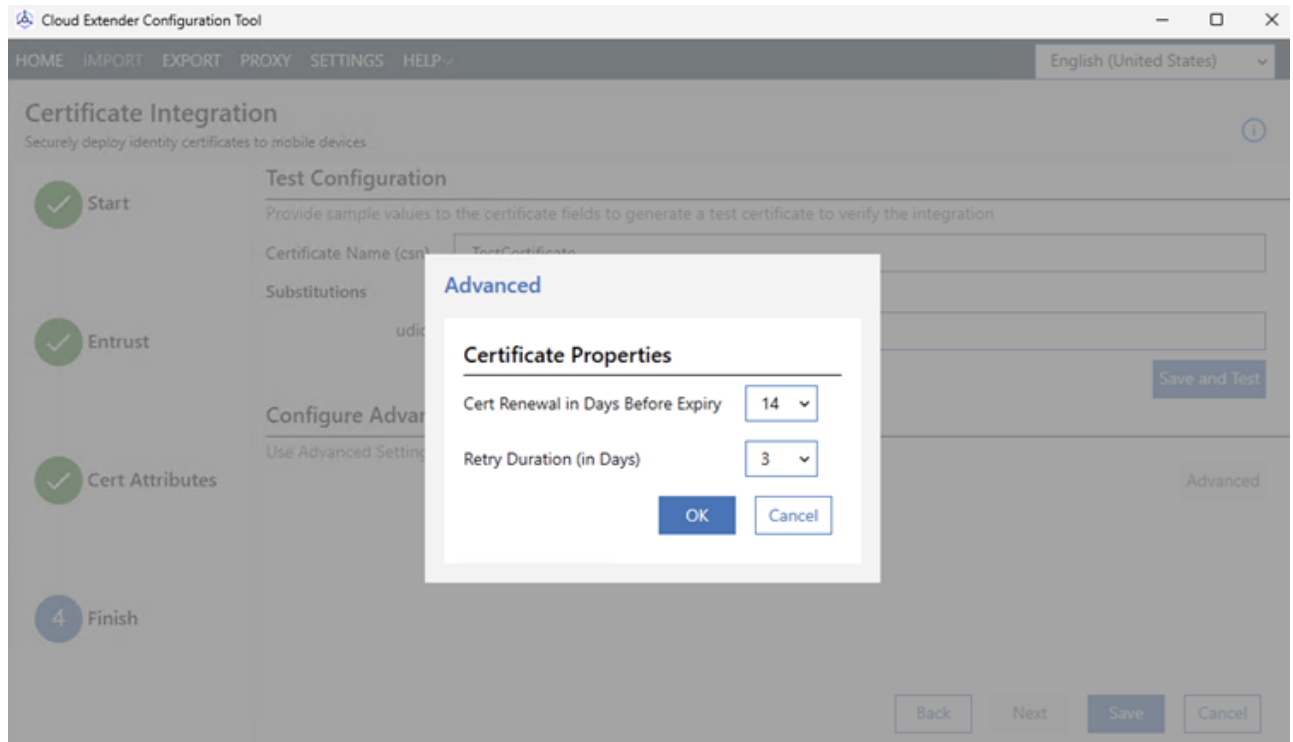 Cloud Extender Configuration Tool
HOME IMPORT EXPORT PROXY SETTINGS HELP
English (United States)
Certificate Integration
Securely deploy identity certificates to mobile devices
Start
Entrust
Cert Attributes
4 Finish
Test Configuration
Provide sample values to the certificate fields to generate a test certificate to verify the integration
Certificate Name (csn) TestCertificate
Substitutions
Save and Test
Configure
Use Advanced
Advanced
Advanced
Certificate Properties
Cert Renewal in Days Before Expiry 14
Retry Duration (in Days) 3
OK Cancel
Back Next Save Cancel